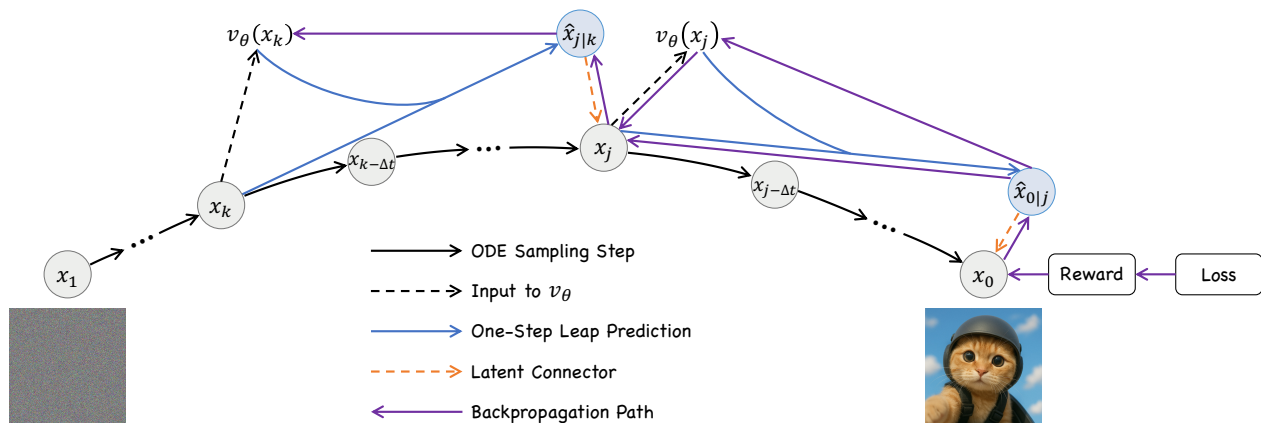 v_θ(x_k)
x̂_{j|k}
v_θ(x_j)
x_{k−Δt}
x_j
x_{j−Δt}
x̂_{0|j}
x_k
x_1
x_0
Reward
Loss
ODE Sampling Step
Input to v_θ
One-Step Leap Prediction
Latent Connector
Backpropagation Path